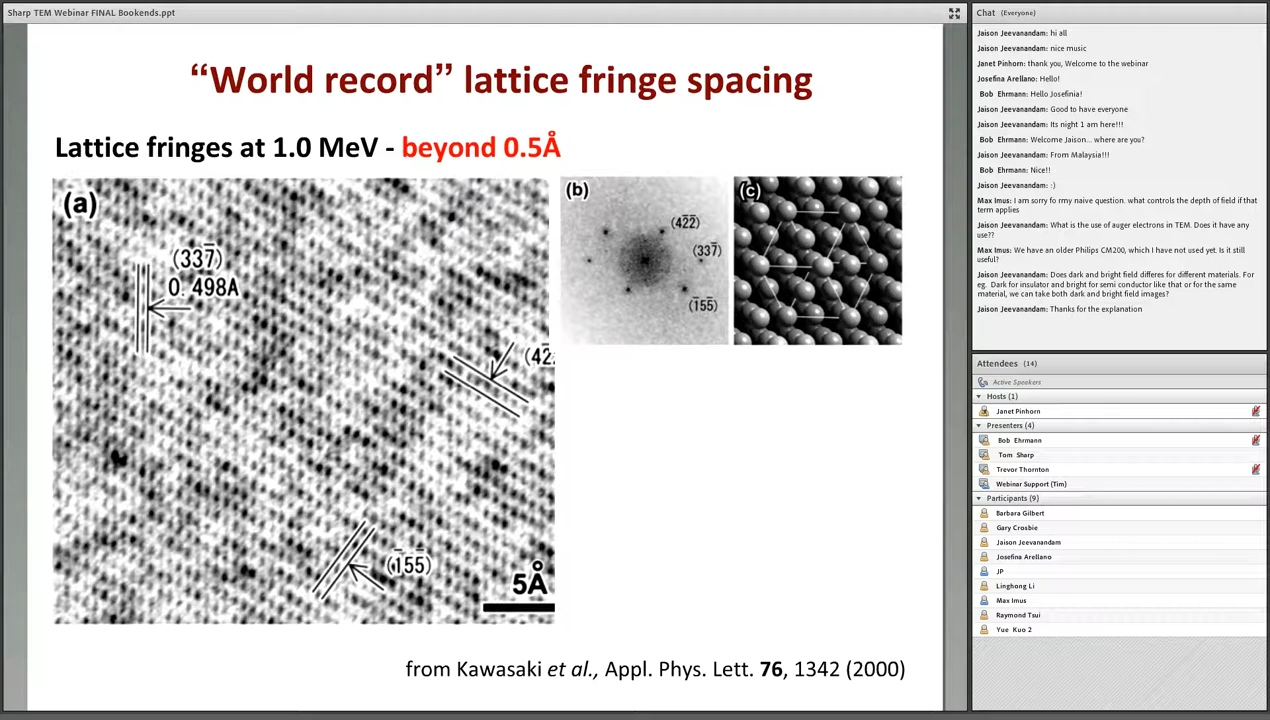 Sharp TEM Webinar FINAL Bookends.ppt
“World record” lattice fringe spacing
Lattice fringes at 1.0 MeV - beyond 0.5Å
(a)
(337̅)
0.498A
(42̅
(1̅55̅)
5Å
(b)
(42̅2̅)
(337̅)
(1̅55̅)
(c)
from Kawasaki et al., Appl. Phys. Lett. 76, 1342 (2000)
Chat (Everyone)
Jaison Jeevanandam: hi all
Jaison Jeevanandam: nice music
Janet Pinhorn: thank you, Welcome to the webinar
Josefina Arellano: Hello!
Bob Ehrmann: Hello Josefinia!
Jaison Jeevanandam: Good to have everyone
Jaison Jeevanandam: Its night 1 am here!!!
Bob Ehrmann: Welcome Jaison... where are you?
Jaison Jeevanandam: From Malaysia!!!
Bob Ehrmann: Nice!!
Jaison Jeevanandam: :)
Max Imus: I am sorry fo rmy naive question. what controls the depth of field if that
term applies
Jaison Jeevanandam: What is the use of auger electrons in TEM. Does it have any
use??
Max Imus: We have an older Philips CM200, which I have not used yet. Is it still
useful?
Jaison Jeevanandam: Does dark and bright field differes for different materials. For
eg. Dark for insulator and bright for semi conductor like that or for the same
material, we can take both dark and bright field images?
Jaison Jeevanandam: Thanks for the explanation
Attendees (14)
Active Speakers
Hosts (1)
Janet Pinhorn
Presenters (4)
Bob Ehrmann
Tom Sharp
Trevor Thornton
Webinar Support (Tim)
Participants (9)
Barbara Gilbert
Gary Crosbie
Jaison Jeevanandam
Josefina Arellano
JP
Linghong Li
Max Imus
Raymond Tsui
Yue Kuo 2